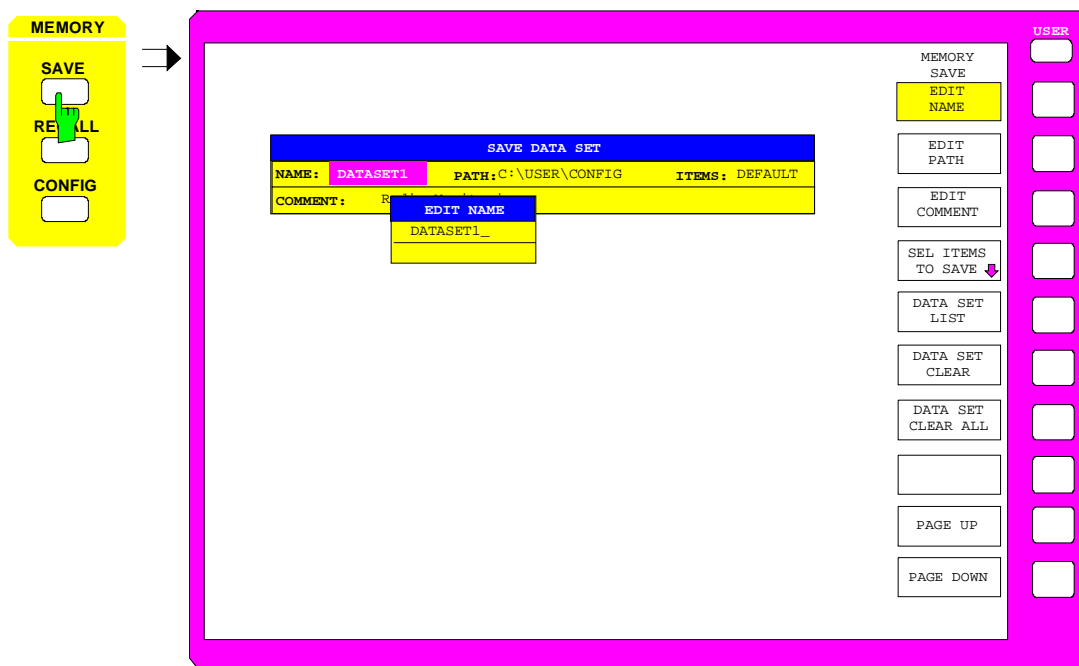 MEMORY
SAVE
RECALL
CONFIG
USER
MEMORY
SAVE
EDIT
NAME
EDIT
PATH
EDIT
COMMENT
SEL ITEMS
TO SAVE
DATA SET
LIST
DATA SET
CLEAR
DATA SET
CLEAR ALL
PAGE UP
PAGE DOWN
SAVE DATA SET
NAME: DATASET1 PATH:C:\USER\CONFIG ITEMS: DEFAULT
COMMENT:
EDIT NAME
DATASET1_